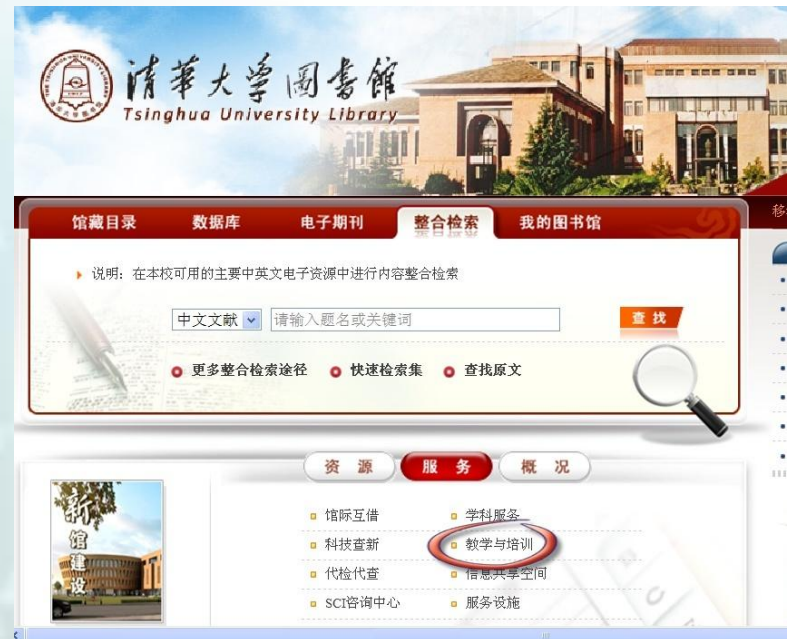 清華大學圖書館
Tsinghua University Library
馆藏目录 数据库 电子期刊 整合检索 我的图书馆
移
说明：在本校可用的主要中英文电子资源中进行内容整合检索
中文文献 请输入题名或关键词 查找
更多整合检索途径 快速检索集 查找原文
资源 服务 概况
新馆建设
馆际互借 学科服务
科技查新 教学与培训
代检代查 信息共享空间
SCI咨询中心 服务设施